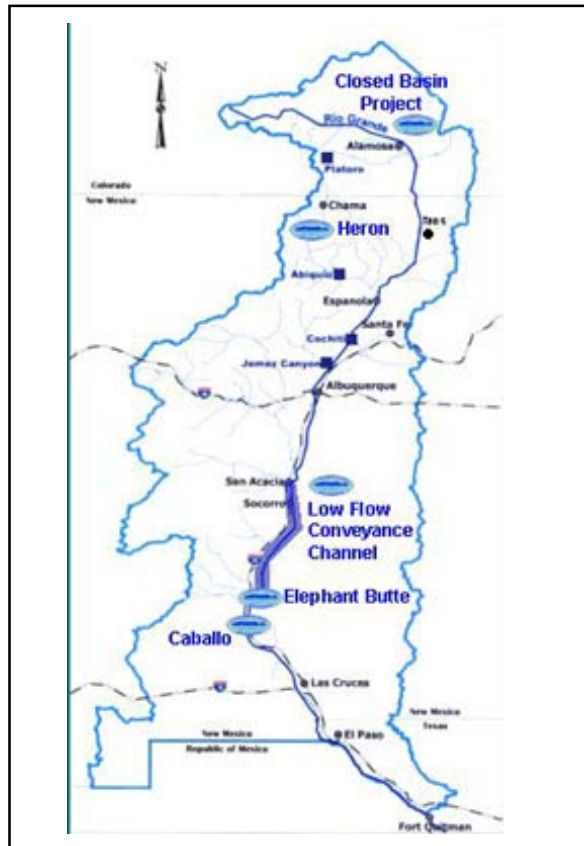 N
Closed Basin
Project
Rio Grande
Alamosa
Platoro
Colorado
New Mexico
Chama
Taos
Heron
Abiquiu
Espanola
Santa Fe
Cochiti
Jemez Canyon
Albuquerque
San Acacia
Socorro
Low Flow
Conveyance
Channel
Elephant Butte
Caballo
Las Cruces
New Mexico
Texas
El Paso
New Mexico
Republic of Mexico
Fort Quitman